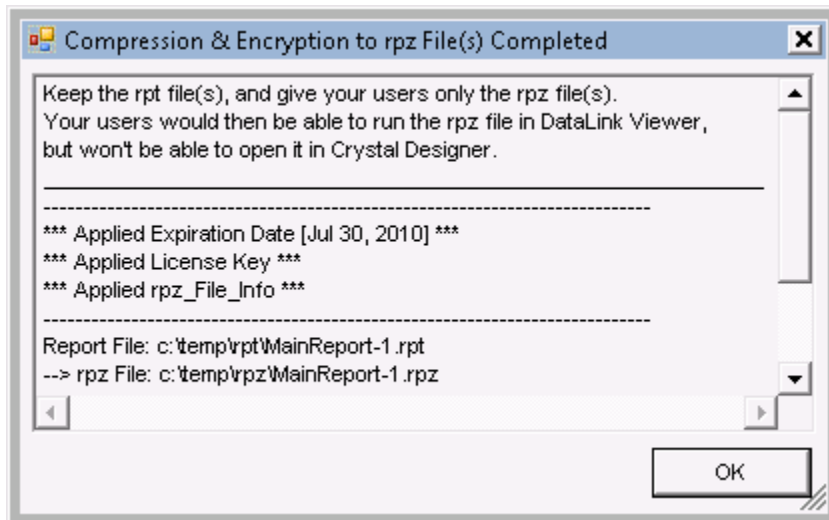 Compression & Encryption to rpz File(s) Completed
Keep the rpt file(s), and give your users only the rpz file(s).
Your users would then be able to run the rpz file in DataLink Viewer,
but won't be able to open it in Crystal Designer.
----------------------------------------------------------------------------
*** Applied Expiration Date [Jul 30, 2010] ***
*** Applied License Key ***
*** Applied rpz_File_Info ***
----------------------------------------------------------------------------
Report File: c:\temp\rpt\MainReport-1.rpt
--> rpz File: c:\temp\rpz\MainReport-1.rpz
OK